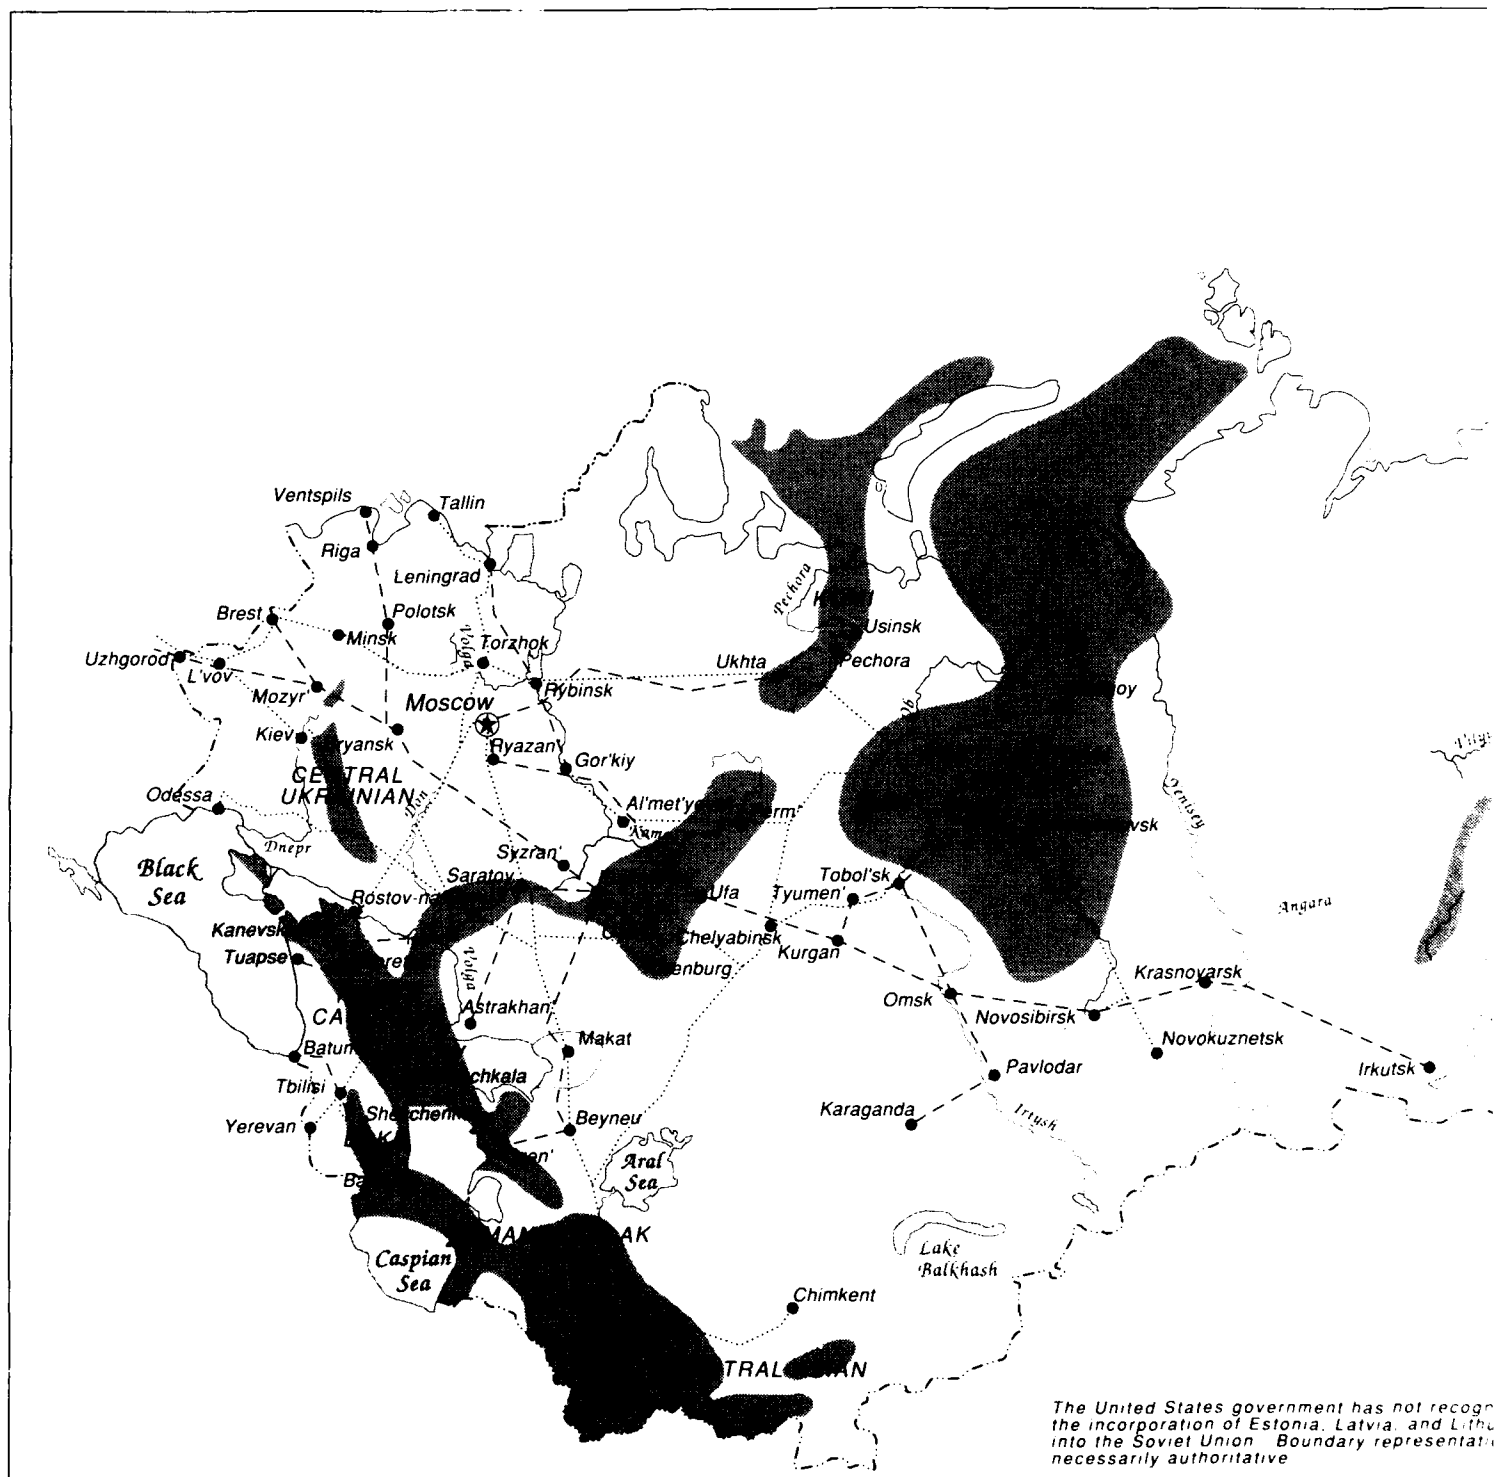 Ventspils
Tallin
Riga
Leningrad
Pechora
Brest
Polotsk
Minsk
Volga
Torzhok
Usinsk
Uzhgorod
L'vov
Ukhta
Pechora
Mozyr'
Rybinsk
Moscow
Ob
Kiev
Ryazan'
Gor'kiy
CENTRAL
UKRAINIAN
Odessa
Don
Yenisey
Dnepr
Syzran'
Black
Sea
Saratov
Tobol'sk
Ufa
Tyumen'
Angara
Kanevsk
Chelyabinsk
Kurgan
Tuapse
Volga
Krasnoyarsk
Omsk
Astrakhan'
Novosibirsk
Makat
Novokuznetsk
Pavlodar
Irkutsk
Tbilisi
Karaganda
Irtysh
Yerevan
Beyneu
Aral
Sea
Caspian
Sea
Lake
Balkhash
Chimkent
The United States government has not
the incorporation of Estonia, Latvia, and
into the Soviet Union Boundary
necessarily authoritative